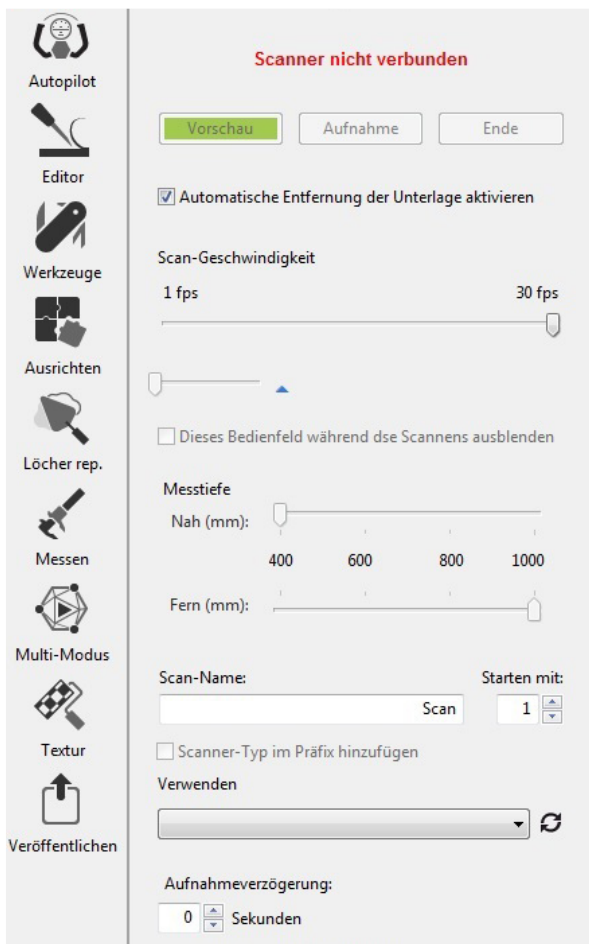 Autopilot
Editor
Werkzeuge
Ausrichten
Löcher rep.
Messen
Multi-Modus
Textur
Veröffentlichen
Scanner nicht verbunden
Vorschau Aufnahme Ende
Automatische Entfernung der Unterlage aktivieren
Scan-Geschwindigkeit
1 fps 30 fps
Dieses Bedienfeld während dse Scannens ausblenden
Messtiefe
Nah (mm):
400 600 800 1000
Fern (mm):
Scan-Name: Starten mit:
Scan 1
Scanner-Typ im Präfix hinzufügen
Verwenden
Aufnahmeverzögerung:
0 Sekunden